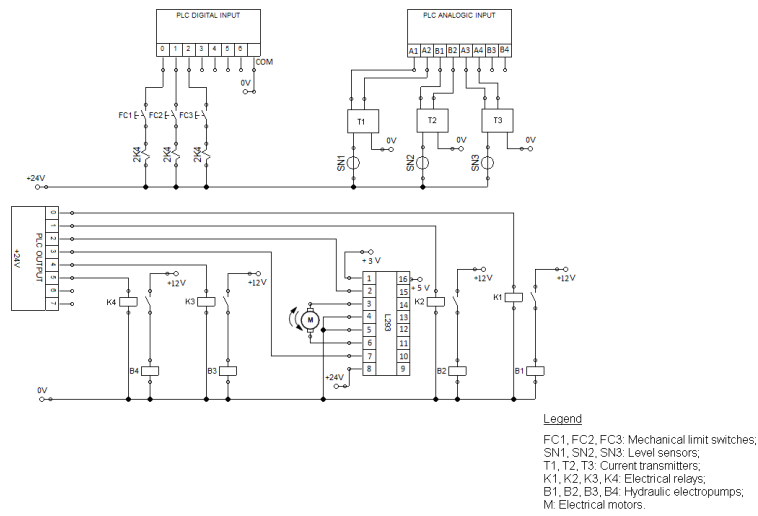 PLC DIGITAL INPUT
0 1 2 3 4 5 6
COM
0V
FC1 FC2 FC3
2K4 2K4 2K4
PLC ANALOGIC INPUT
A1 A2 B1 B2 A3 A4 B3 B4
T1 T2 T3
0V 0V 0V
SN1 SN2 SN3
+24V
PLC OUTPUT
+24V
0
1
2
3
4
5
6
7
+12V +12V +12V +12V
K4 K3 K2 K1
+ 3 V
+ 5 V
M
L293
1 16
2 15
3 14
4 13
5 12
6 11
7 10
8 9
+24V
B4 B3 B2 B1
0V
Legend
FC1, FC2, FC3: Mechanical limit switches;
SN1, SN2, SN3: Level sensors;
T1, T2, T3: Current transmitters;
K1, K2, K3, K4: Electrical relays;
B1, B2, B3, B4: Hydraulic electropumps;
M: Electrical motors.